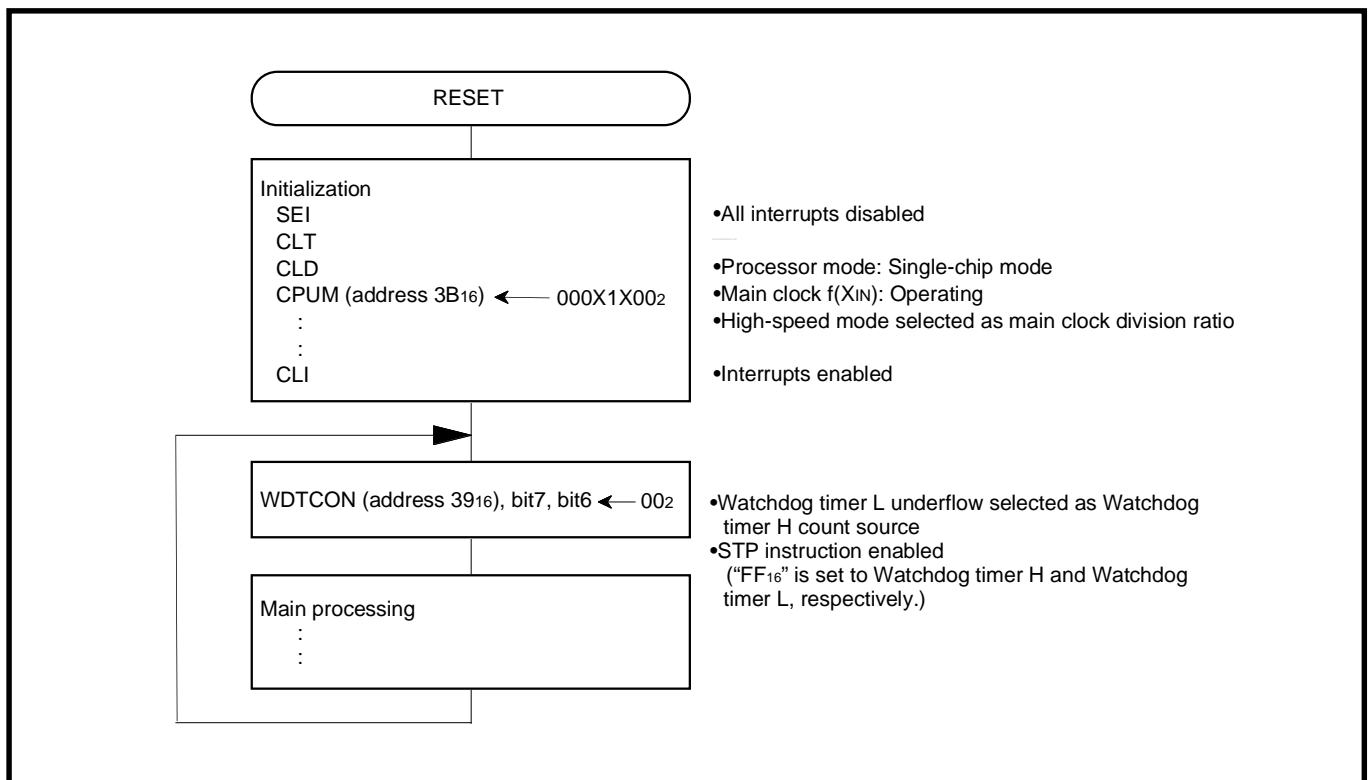 RESET
Initialization
SEI
•All interrupts disabled
CLT
CLD
•Processor mode: Single-chip mode
CPUM (address 3B16) ← 000X1X002
•Main clock f(XIN): Operating
:
•High-speed mode selected as main clock division ratio
:
CLI
•Interrupts enabled
WDTCON (address 3916), bit7, bit6 ← 002
•Watchdog timer L underflow selected as Watchdog
timer H count source
•STP instruction enabled
(“FF16” is set to Watchdog timer H and Watchdog
timer L, respectively.)
Main processing
:
: